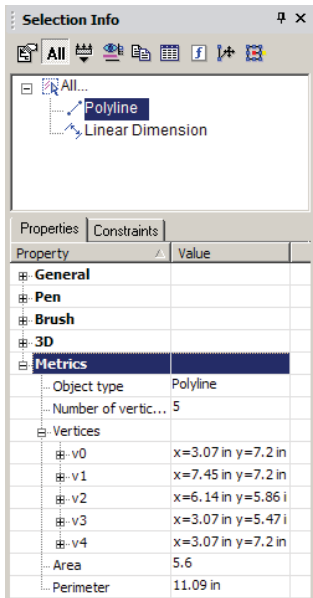 Selection Info
All
All...
Polyline
Linear Dimension
Properties Constraints
Property Value
General
Pen
Brush
3D
Metrics
Object type Polyline
Number of vertic... 5
Vertices
v0 x=3.07 in y=7.2 in
v1 x=7.45 in y=7.2 in
v2 x=6.14 in y=5.86 i
v3 x=3.07 in y=5.47 i
v4 x=3.07 in y=7.2 in
Area 5.6
Perimeter 11.09 in